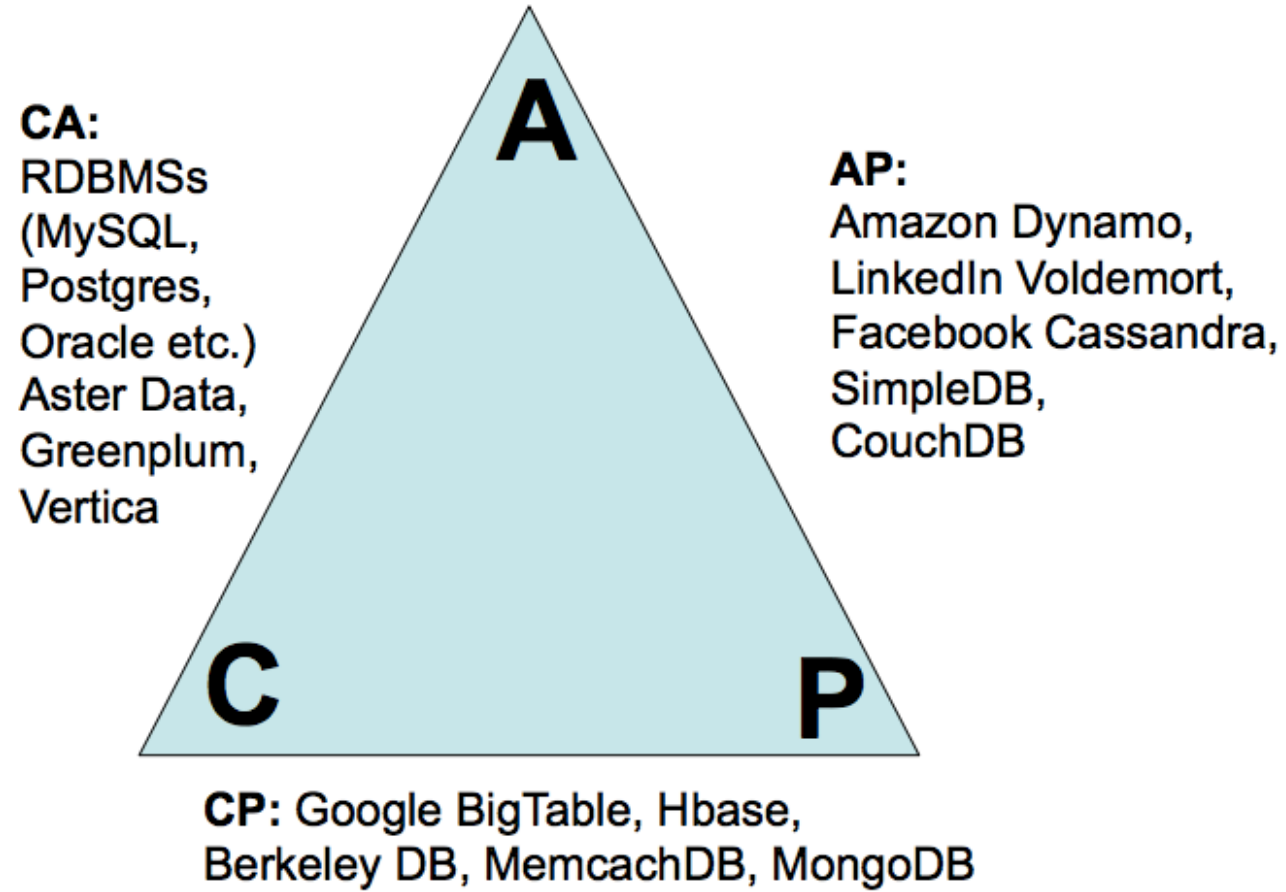 A
CA:
RDBMSs
(MySQL,
Postgres,
Oracle etc.)
Aster Data,
Greenplum,
Vertica
AP:
Amazon Dynamo,
LinkedIn Voldemort,
Facebook Cassandra,
SimpleDB,
CouchDB
C
P
CP: Google BigTable, Hbase,
Berkeley DB, MemcachDB, MongoDB